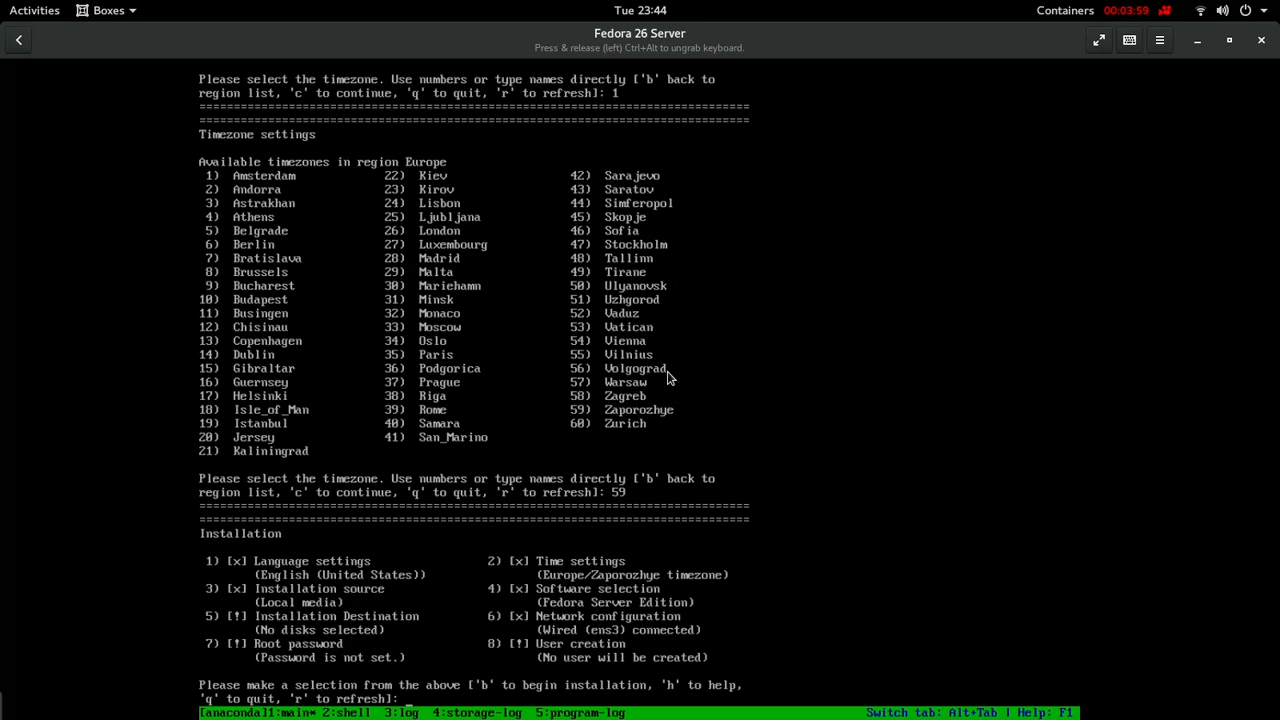 Activities Boxes Tue 23:44 Containers 00:03:59
Fedora 26 Server
Press & release (left) Ctrl+Alt to ungrab keyboard.
Please select the timezone. Use numbers or type names directly ['b' back to
region list, 'c' to continue, 'q' to quit, 'r' to refresh]: 1
================================================================================
================================================================================
Timezone settings
Available timezones in region Europe
1) Amsterdam 22) Kiev 42) Sarajevo
2) Andorra 23) Kirov 43) Saratov
3) Astrakhan 24) Lisbon 44) Simferopol
4) Athens 25) Ljubljana 45) Skopje
5) Belgrade 26) London 46) Sofia
6) Berlin 27) Luxembourg 47) Stockholm
7) Bratislava 28) Madrid 48) Tallinn
8) Brussels 29) Malta 49) Tirane
9) Bucharest 30) Mariehamn 50) Ulyanovsk
10) Budapest 31) Minsk 51) Uzhgorod
11) Busingen 32) Monaco 52) Vaduz
12) Chisinau 33) Moscow 53) Vatican
13) Copenhagen 34) Oslo 54) Vienna
14) Dublin 35) Paris 55) Vilnius
15) Gibraltar 36) Podgorica 56) Volgograd
16) Guernsey 37) Prague 57) Warsaw
17) Helsinki 38) Riga 58) Zagreb
18) Isle_of_Man 39) Rome 59) Zaporozhye
19) Istanbul 40) Samara 60) Zurich
20) Jersey 41) San_Marino
21) Kaliningrad
Please select the timezone. Use numbers or type names directly ['b' back to
region list, 'c' to continue, 'q' to quit, 'r' to refresh]: 59
================================================================================
================================================================================
Installation
1) [x] Language settings 2) [x] Time settings
(English (United States)) (Europe/Zaporozhye timezone)
3) [x] Installation source 4) [x] Software selection
(Local media) (Fedora Server Edition)
5) [!] Installation Destination 6) [x] Network configuration
(No disks selected) (Wired (ens3) connected)
7) [!] Root password 8) [!] User creation
(Password is not set.) (No user will be created)
Please make a selection from the above ['b' to begin installation, 'h' to help,
'q' to quit, 'r' to refresh]: _
[anaconda]1:main* 2:shell 3:log 4:storage-log 5:program-log Switch tab: Alt+Tab | Help: F1